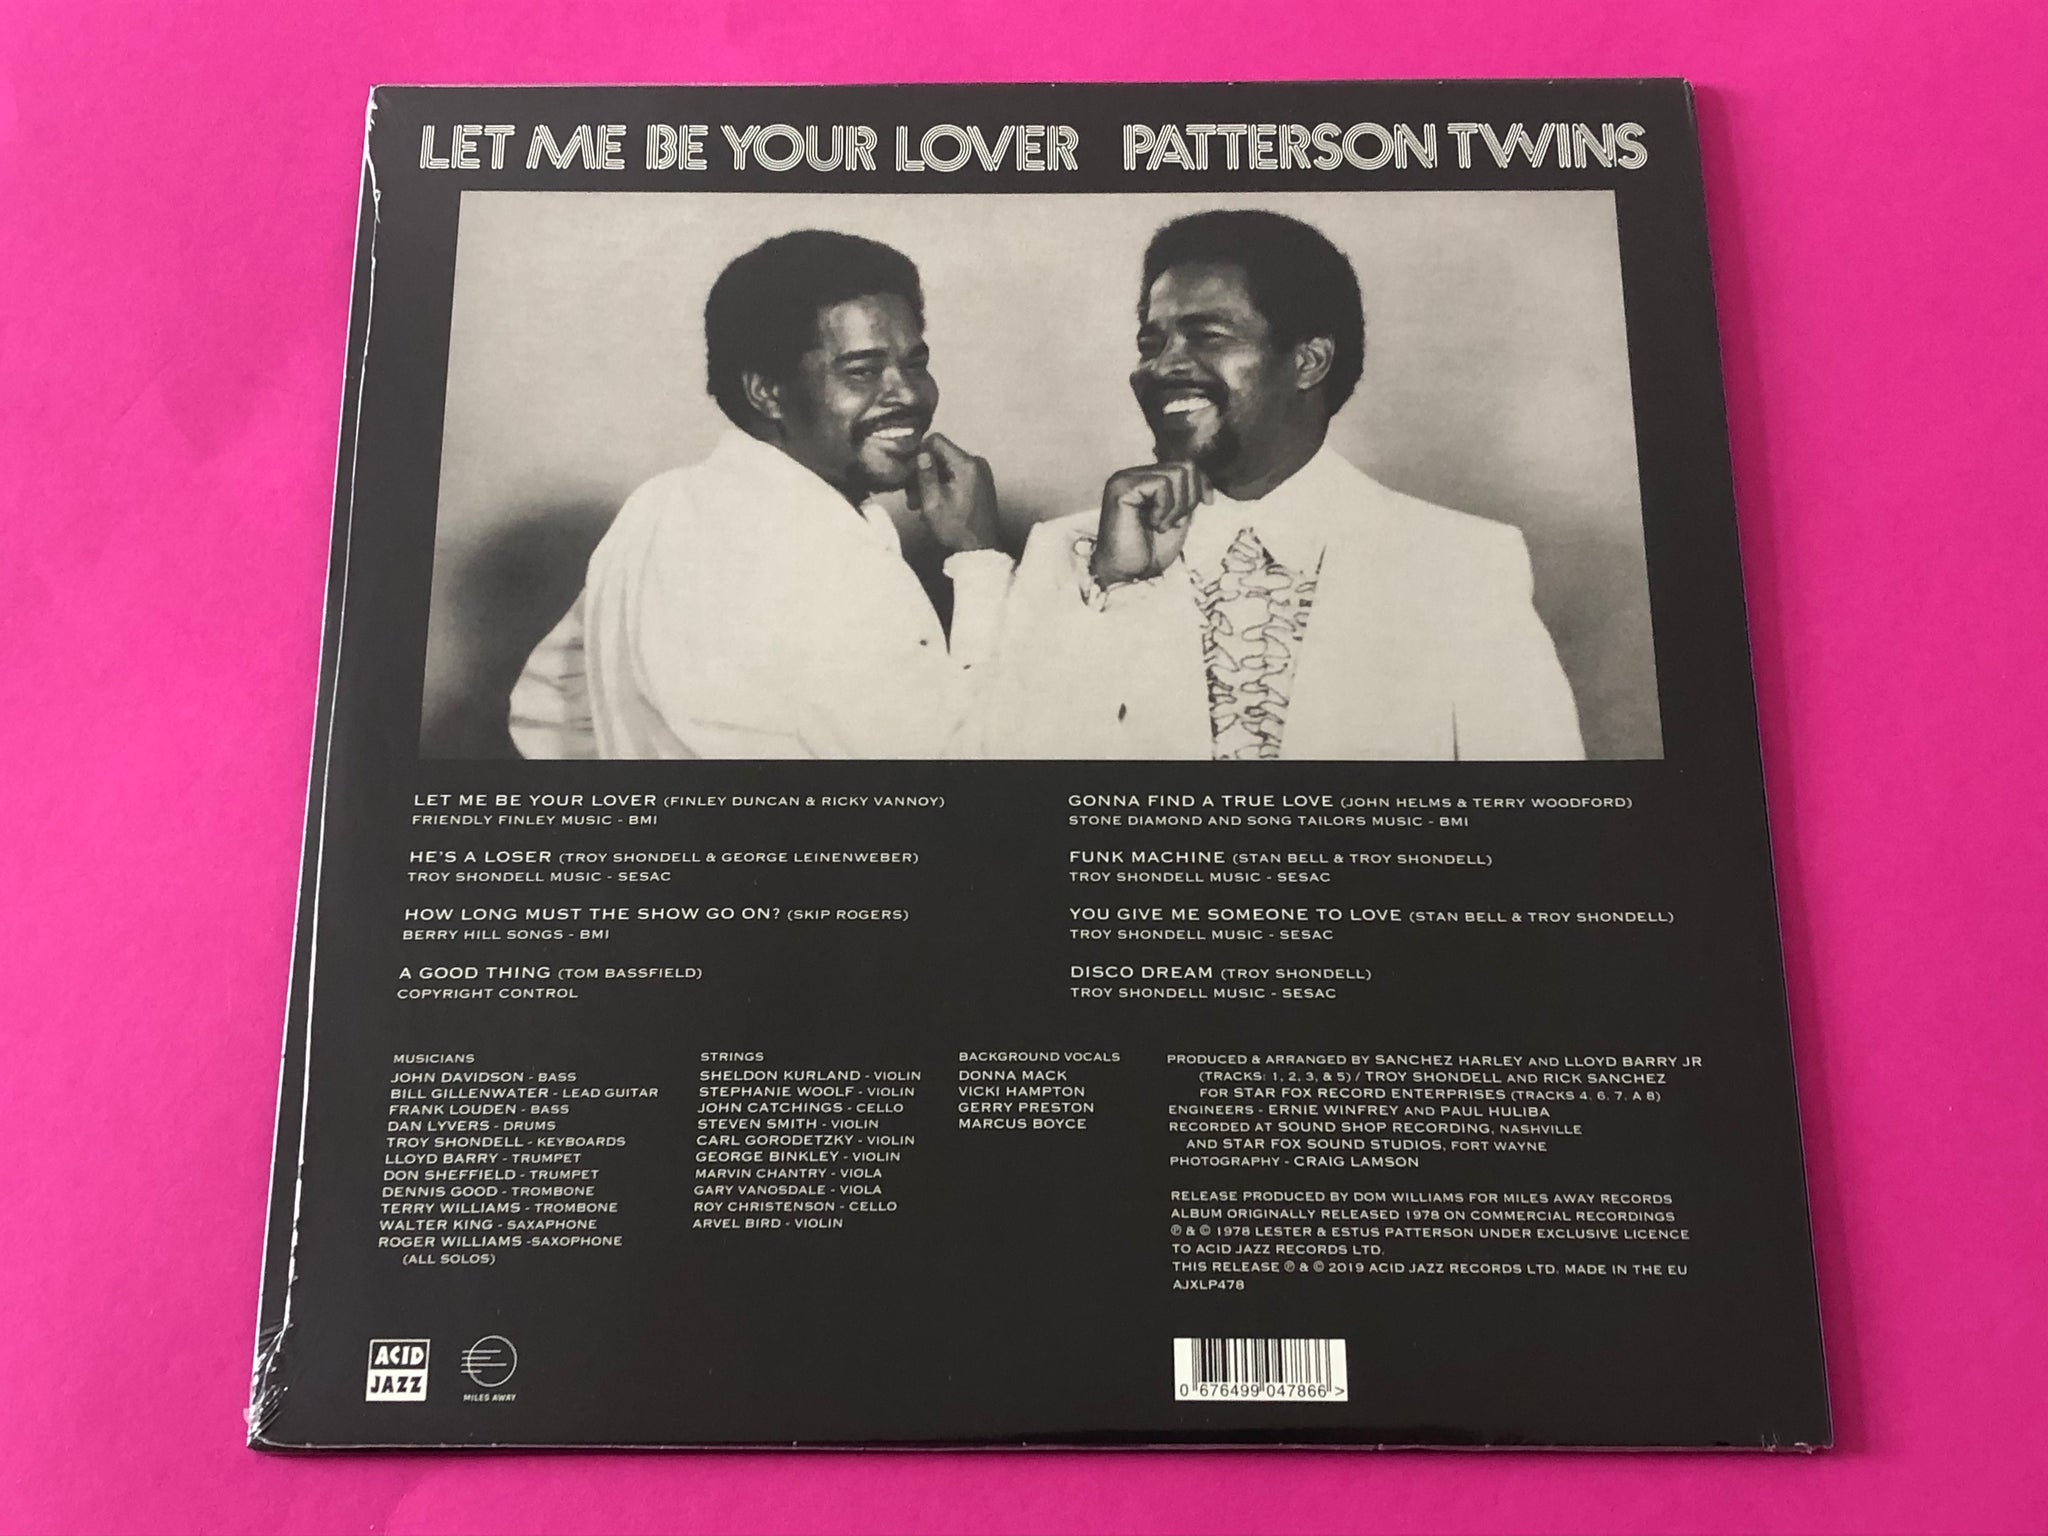 LET ME BE YOUR LOVER PATTERSON TWINS
LET ME BE YOUR LOVER (FINLEY DUNCAN & RICKY VANNOY)
FRIENDLY FINLEY MUSIC - BMI
HE'S A LOSER (TROY SHONDELL & GEORGE LEINENWEBER)
TROY SHONDELL MUSIC - SESAC
HOW LONG MUST THE SHOW GO ON? (SKIP ROGERS)
BERRY HILL SONGS - BMI
A GOOD THING (TOM BASSFIELD)
COPYRIGHT CONTROL
GONNA FIND A TRUE LOVE (JOHN HELMS & TERRY WOODFORD)
STONE DIAMOND AND SONG TAILORS MUSIC - BMI
FUNK MACHINE (STAN BELL & TROY SHONDELL)
TROY SHONDELL MUSIC - SESAC
YOU GIVE ME SOMEONE TO LOVE (STAN BELL & TROY SHONDELL)
TROY SHONDELL MUSIC - SESAC
DISCO DREAM (TROY SHONDELL)
TROY SHONDELL MUSIC - SESAC
MUSICIANS
JOHN DAVIDSON - BASS
BILL GILLENWATER - LEAD GUITAR
FRANK LOUDEN - BASS
DAN LYVERS - DRUMS
TROY SHONDELL - KEYBOARDS
LLOYD BARRY - TRUMPET
DON SHEFFIELD - TRUMPET
DENNIS GOOD - TROMBONE
TERRY WILLIAMS - TROMBONE
WALTER KING - SAXAPHONE
ROGER WILLIAMS -SAXOPHONE
(ALL SOLOS)
STRINGS
SHELDON KURLAND - VIOLIN
STEPHANIE WOOLF - VIOLIN
JOHN CATCHINGS - CELLO
STEVEN SMITH - VIOLIN
CARL GORODETZKY - VIOLIN
GEORGE BINKLEY - VIOLIN
MARVIN CHANTRY - VIOLA
GARY VANOSDALE - VIOLA
ROY CHRISTENSON - CELLO
ARVEL BIRD - VIOLIN
BACKGROUND VOCALS
DONNA MACK
VICKI HAMPTON
GERRY PRESTON
MARCUS BOYCE
PRODUCED & ARRANGED BY SANCHEZ HARLEY AND LLOYD BARRY JR
(TRACKS: 1, 2, 3, & 5) / TROY SHONDELL AND RICK SANCHEZ
FOR STAR FOX RECORD ENTERPRISES (TRACKS 4, 6, 7, A 8)
ENGINEERS - ERNIE WINFREY AND PAUL HULIBA
RECORDED AT SOUND SHOP RECORDING, NASHVILLE
AND STAR FOX SOUND STUDIOS, FORT WAYNE
PHOTOGRAPHY - CRAIG LAMSON
RELEASE PRODUCED BY DOM WILLIAMS FOR MILES AWAY RECORDS
ALBUM ORIGINALLY RELEASED 1978 ON COMMERCIAL RECORDINGS
℗ & © 1978 LESTER & ESTUS PATTERSON UNDER EXCLUSIVE LICENCE
TO ACID JAZZ RECORDS LTD.
THIS RELEASE ℗ & © 2019 ACID JAZZ RECORDS LTD. MADE IN THE EU
AJXLP478
ACID
JAZZ
MILES AWAY
0 676499 047866 >